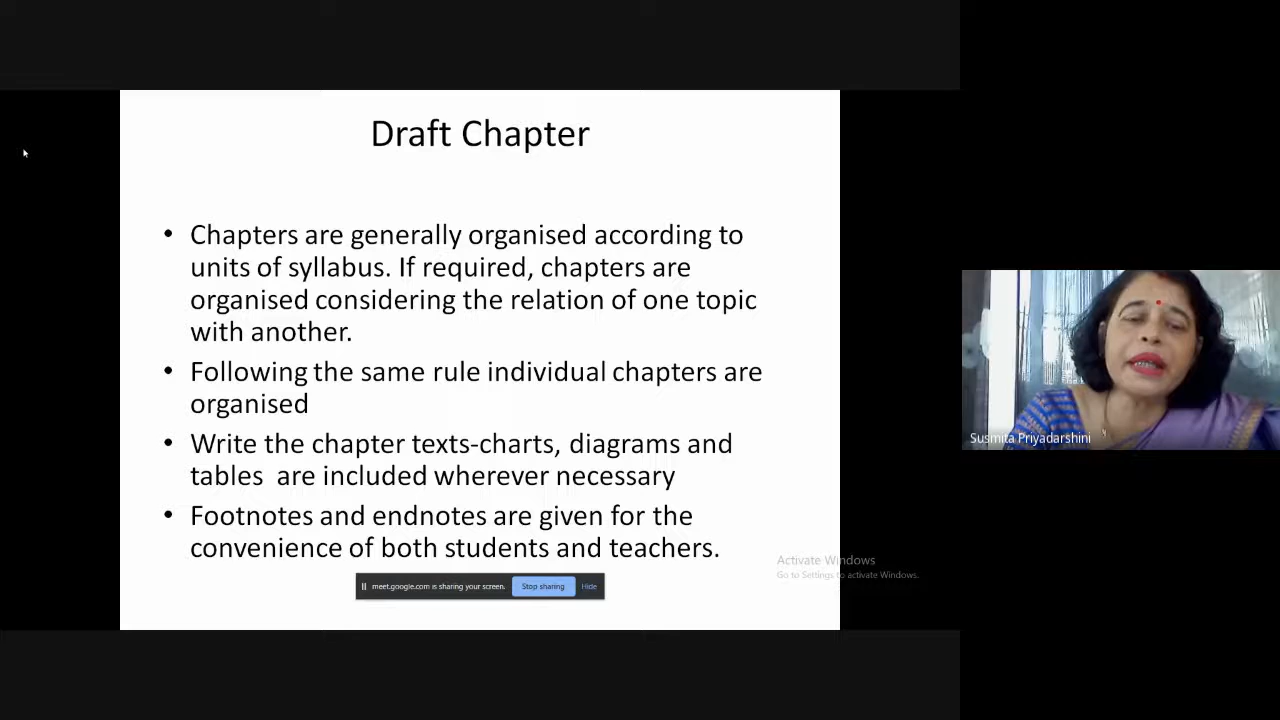 Draft Chapter
• Chapters are generally organised according to
units of syllabus. If required, chapters are
organised considering the relation of one topic
with another.
• Following the same rule individual chapters are
organised
• Write the chapter texts-charts, diagrams and
tables  are included wherever necessary
• Footnotes and endnotes are given for the
convenience of both students and teachers.
meet.google.com is sharing your screen. Stop sharing Hide
Activate Windows
Go to Settings to activate Windows.
Susmita Priyadarshini